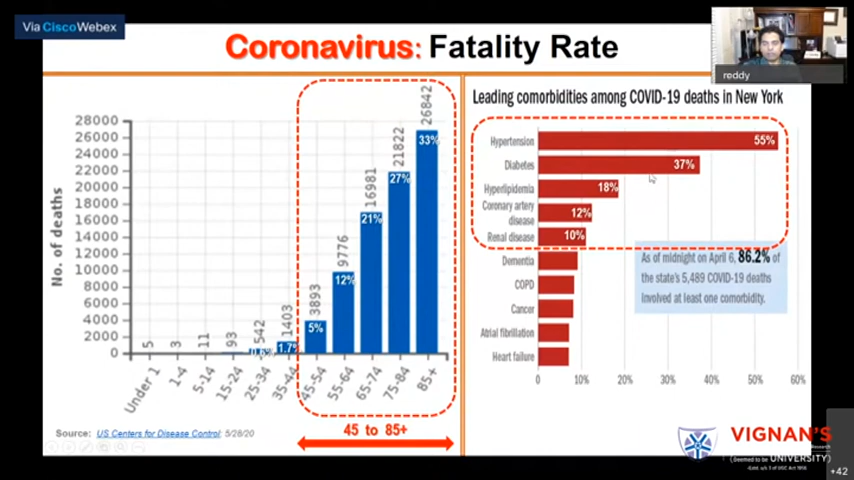 Via CiscoWebex
Coronavirus: Fatality Rate
reddy
No. of deaths
28000
26000
24000
22000
20000
18000
16000
14000
12000
10000
8000
6000
4000
2000
0
5
3
11
93
542
1403
3893
9776
16981
21822
26842
0.6%
1.7%
5%
12%
21%
27%
33%
Under 1
1-4
5-14
15-24
25-34
35-44
45-54
55-64
65-74
75-84
85+
45 to 85+
Source: US Centers for Disease Control; 5/28/20
Leading comorbidities among COVID-19 deaths in New York
Hypertension 55%
Diabetes 37%
Hyperlipidemia 18%
Coronary artery
disease 12%
Renal disease 10%
Dementia
COPD
Cancer
Atrial fibrillation
Heart failure
0 10% 20% 30% 40% 50% 60%
As of midnight on April 6, 86.2% of
the state's 5,489 COVID-19 deaths
involved at least one comorbidity.
VIGNAN'S
(Deemed to be UNIVERSITY)
+42